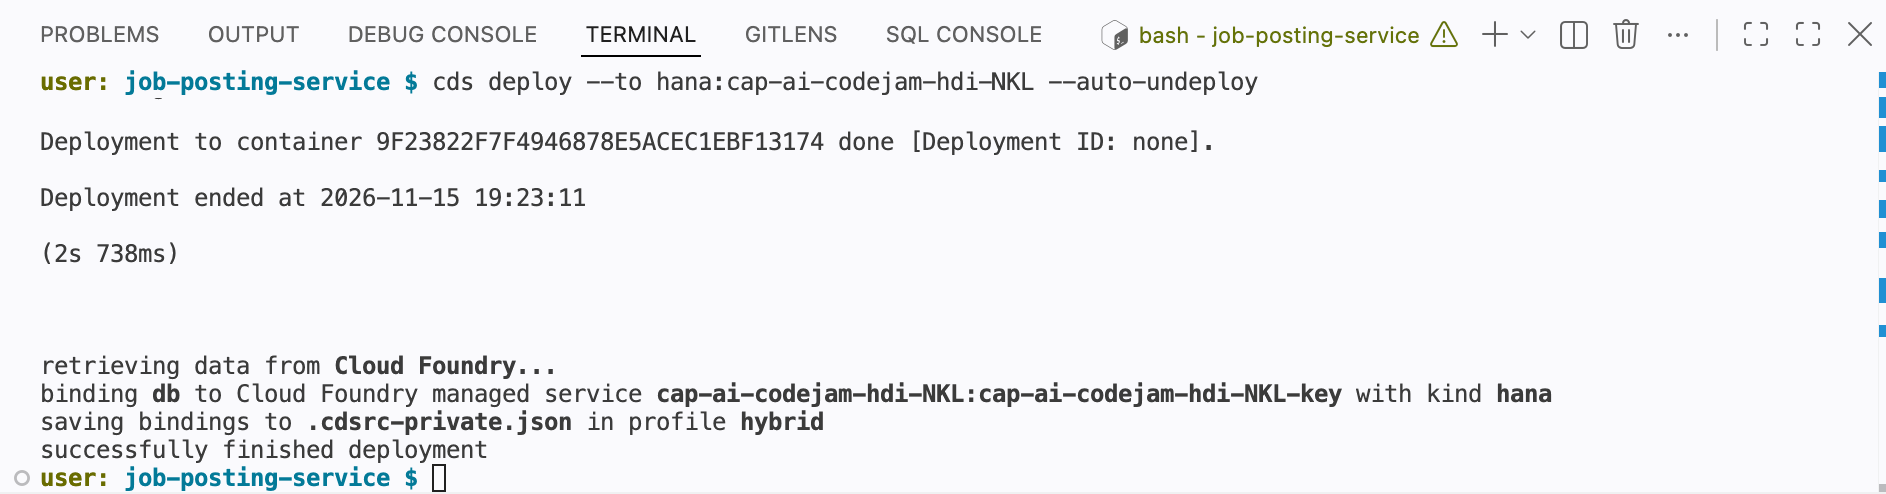 PROBLEMS OUTPUT DEBUG CONSOLE TERMINAL GITLENS SQL CONSOLE bash - job-posting-service
user: job-posting-service $ cds deploy --to hana:cap-ai-codejam-hdi-NKL --auto-undeploy
Deployment to container 9F23822F7F4946878E5ACEC1EBF13174 done [Deployment ID: none].
Deployment ended at 2026-11-15 19:23:11
(2s 738ms)
retrieving data from Cloud Foundry...
binding db to Cloud Foundry managed service cap-ai-codejam-hdi-NKL:cap-ai-codejam-hdi-NKL-key with kind hana
saving bindings to .cdsrc-private.json in profile hybrid
successfully finished deployment
user: job-posting-service $